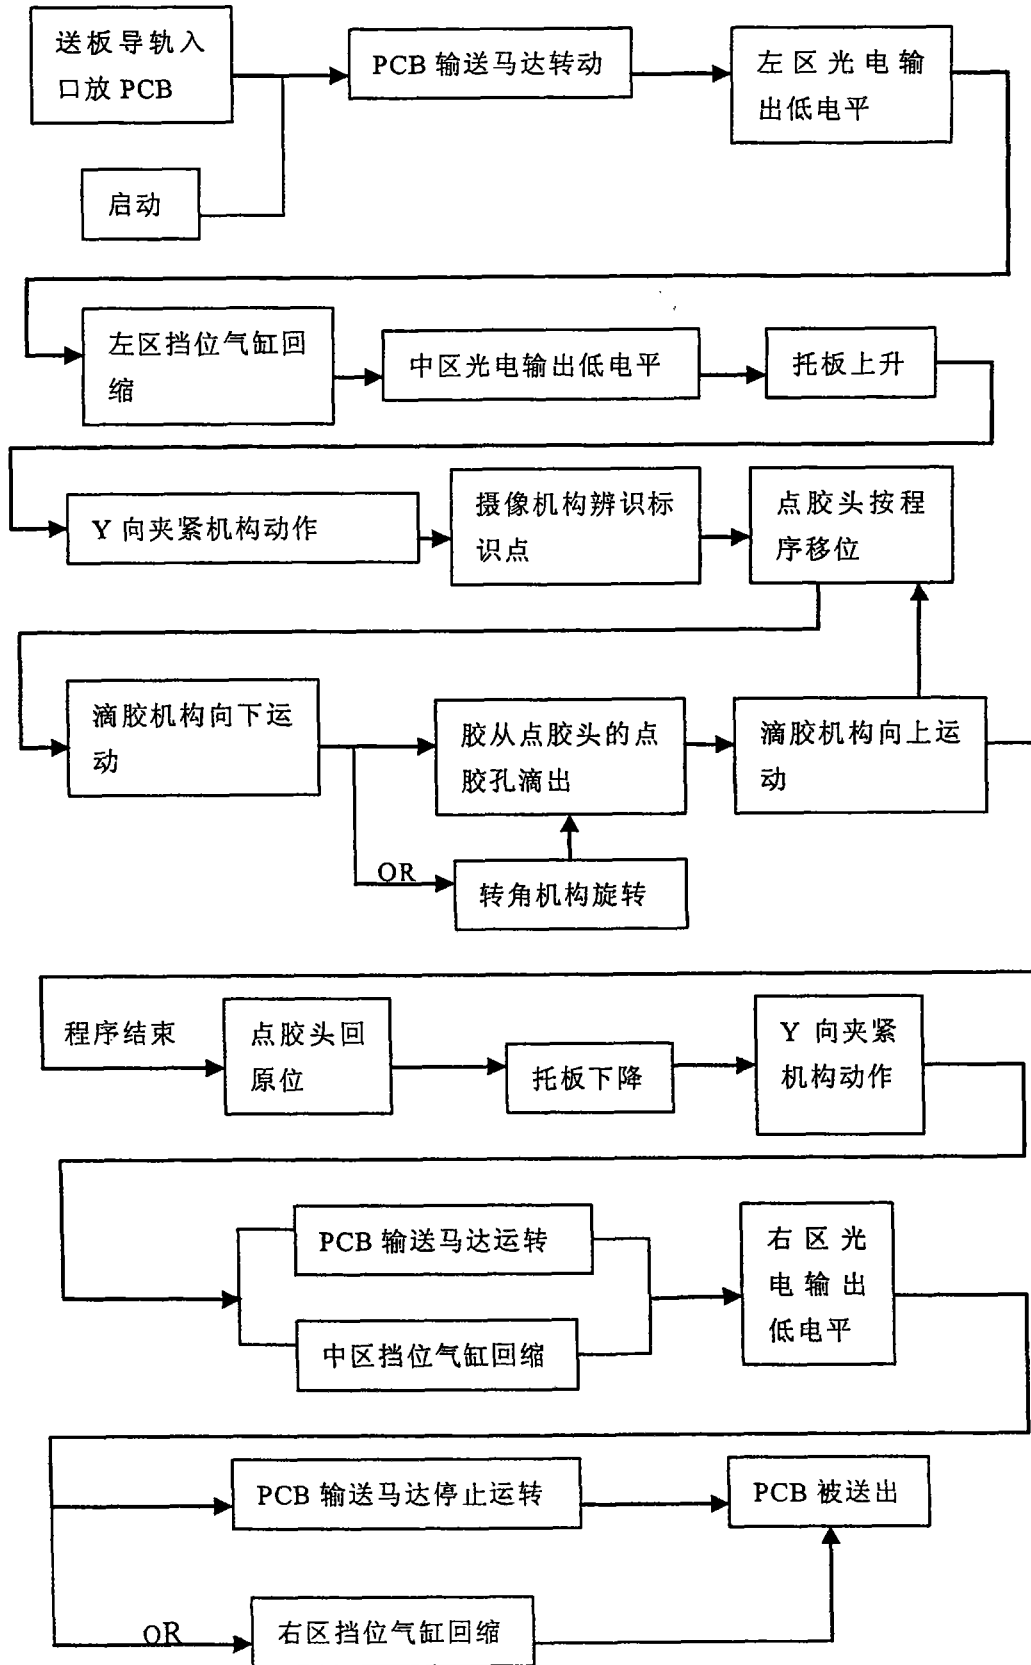 送板导轨入
口放 PCB
PCB 输送马达转动
左区光电输
出低电平
启动
左区挡位气缸回
缩
中区光电输出低电平
托板上升
Y 向夹紧机构动作
摄像机构辨识标
识点
点胶头按程
序移位
滴胶机构向下运
动
胶从点胶头的点
胶孔滴出
滴胶机构向上运
动
OR
转角机构旋转
程序结束
点胶头回
原位
托板下降
Y 向夹紧
机构动作
PCB 输送马达运转
中区挡位气缸回缩
右区光
电输出
低电平
PCB 输送马达停止运转
PCB 被送出
OR
右区挡位气缸回缩